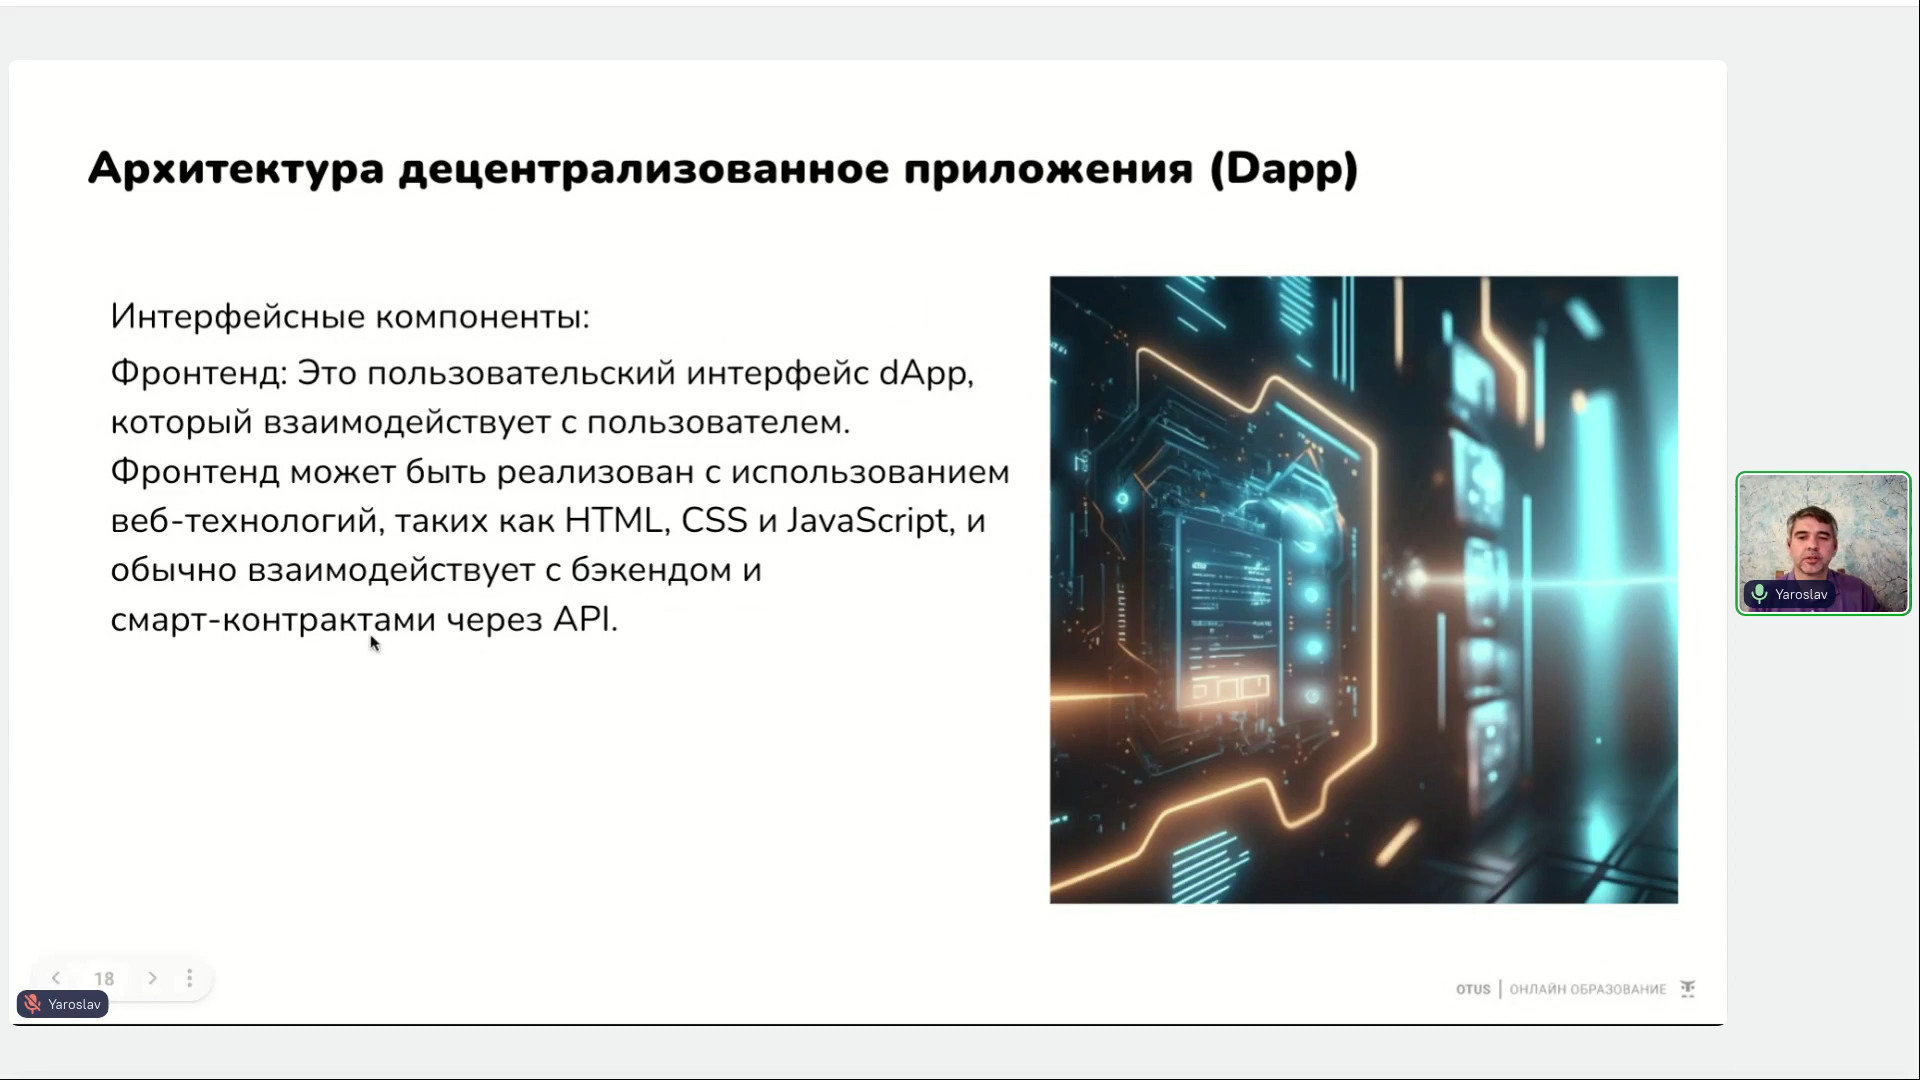 Архитектура децентрализованное приложения (Dapp)
Интерфейсные компоненты:
Фронтенд: Это пользовательский интерфейс dApp,
который взаимодействует с пользователем.
Фронтенд может быть реализован с использованием
веб-технологий, таких как HTML, CSS и JavaScript, и
обычно взаимодействует с бэкендом и
смарт-контрактами через API.
Yaroslav
18
Yaroslav
OTUS | ОНЛАЙН ОБРАЗОВАНИЕ